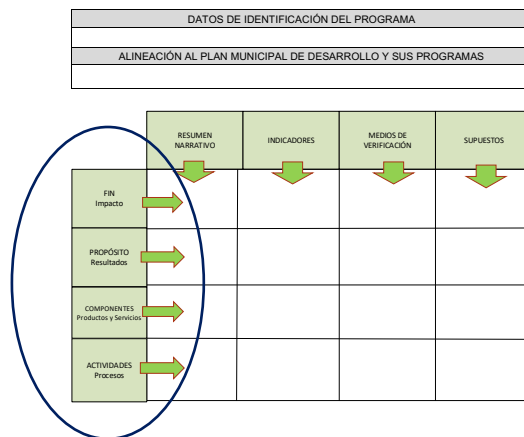 DATOS DE IDENTIFICACIÓN DEL PROGRAMA
ALINEACIÓN AL PLAN MUNICIPAL DE DESARROLLO Y SUS PROGRAMAS
RESUMEN
NARRATIVO
INDICADORES
MEDIOS DE
VERIFICACIÓN
SUPUESTOS
FIN
Impacto
PROPÓSITO
Resultados
COMPONENTES
Productos y Servicios
ACTIVIDADES
Procesos